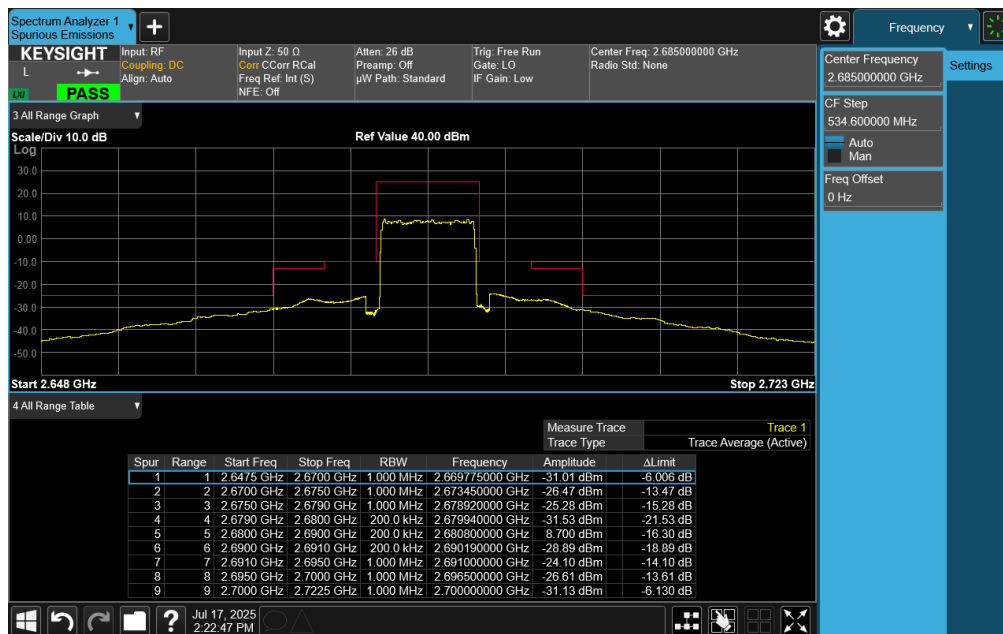 Spectrum Analyzer 1
Spurious Emissions
Frequency
KEYSIGHT
L
LXI
PASS
Input: RF
Coupling: DC
Align: Auto
Input Z: 50 Ω
Corr CCorr RCal
Freq Ref: Int (S)
NFE: Off
Atten: 26 dB
Preamp: Off
µW Path: Standard
Trig: Free Run
Gate: LO
IF Gain: Low
Center Freq: 2.685000000 GHz
Radio Std: None
Center Frequency
2.685000000 GHz
Settings
CF Step
534.600000 MHz
Auto
Man
Freq Offset
0 Hz
3 All Range Graph
Scale/Div 10.0 dB
Ref Value 40.00 dBm
Log
30.0
20.0
10.0
0.00
-10.0
-20.0
-30.0
-40.0
-50.0
Start 2.648 GHz
Stop 2.723 GHz
4 All Range Table
Measure Trace Trace 1
Trace Type Trace Average (Active)
Spur Range Start Freq Stop Freq RBW Frequency Amplitude ΔLimit
1 1 2.6475 GHz 2.6700 GHz 1.000 MHz 2.669775000 GHz -31.01 dBm -6.006 dB
2 2 2.6700 GHz 2.6750 GHz 1.000 MHz 2.673450000 GHz -26.47 dBm -13.47 dB
3 3 2.6750 GHz 2.6790 GHz 1.000 MHz 2.678920000 GHz -25.28 dBm -15.28 dB
4 4 2.6790 GHz 2.6800 GHz 200.0 kHz 2.679940000 GHz -31.53 dBm -21.53 dB
5 5 2.6800 GHz 2.6900 GHz 200.0 kHz 2.680800000 GHz 8.700 dBm -16.30 dB
6 6 2.6900 GHz 2.6910 GHz 200.0 kHz 2.690190000 GHz -28.89 dBm -18.89 dB
7 7 2.6910 GHz 2.6950 GHz 1.000 MHz 2.691000000 GHz -24.10 dBm -14.10 dB
8 8 2.6950 GHz 2.7000 GHz 1.000 MHz 2.696500000 GHz -26.61 dBm -13.61 dB
9 9 2.7000 GHz 2.7225 GHz 1.000 MHz 2.700000000 GHz -31.13 dBm -6.130 dB
?
Jul 17, 2025
2:22:47 PM